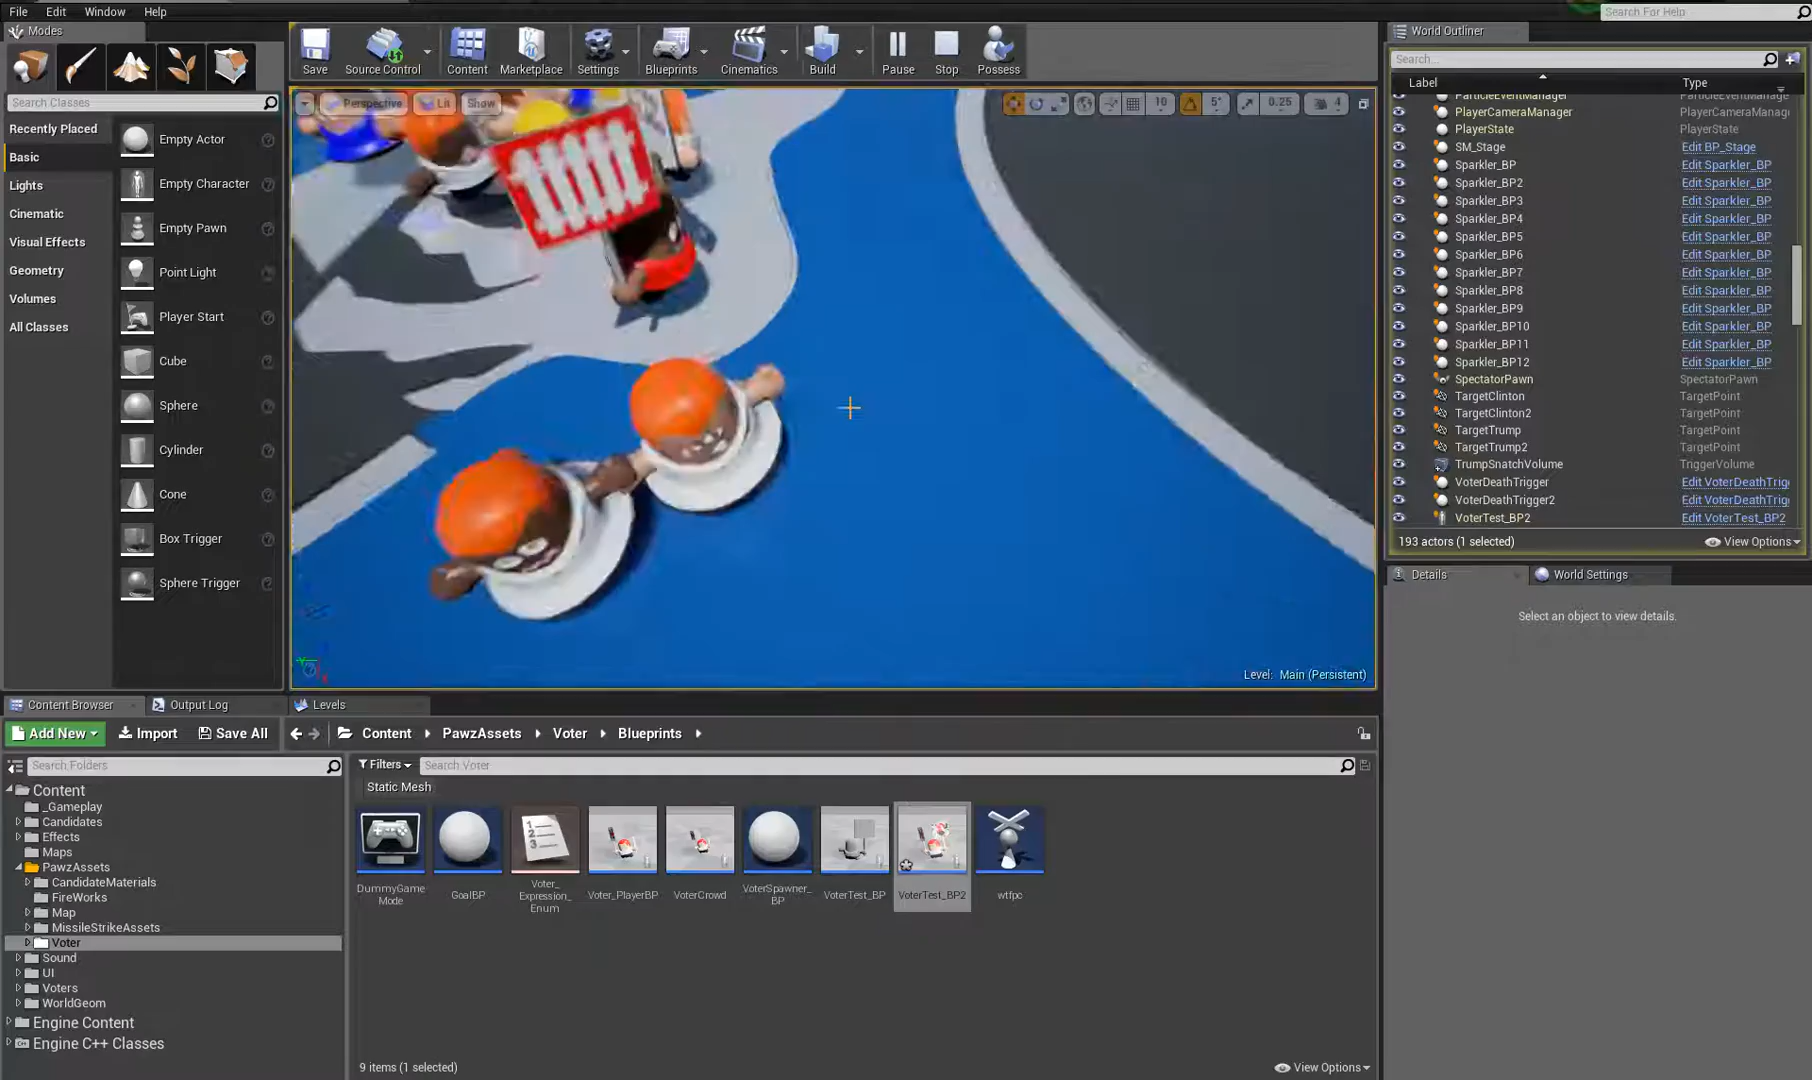 File Edit Window Help
Search For Help
Modes
Save
Source Control
Content
Marketplace
Settings
Blueprints
Cinematics
Build
Pause
Stop
Possess
Search Classes
Recently Placed
Basic
Lights
Cinematic
Visual Effects
Geometry
Volumes
All Classes
Empty Actor
Empty Character
Empty Pawn
Point Light
Player Start
Cube
Sphere
Cylinder
Cone
Box Trigger
Sphere Trigger
Perspective
Lit
Show
10
5°
0.25
4
Level: Main (Persistent)
World Outliner
Search...
Label Type
ParticleEventManager
PlayerCameraManager PlayerCameraManag
PlayerState PlayerState
SM_Stage Edit BP_Stage
Sparkler_BP Edit Sparkler_BP
Sparkler_BP2 Edit Sparkler_BP
Sparkler_BP3 Edit Sparkler_BP
Sparkler_BP4 Edit Sparkler_BP
Sparkler_BP5 Edit Sparkler_BP
Sparkler_BP6 Edit Sparkler_BP
Sparkler_BP7 Edit Sparkler_BP
Sparkler_BP8 Edit Sparkler_BP
Sparkler_BP9 Edit Sparkler_BP
Sparkler_BP10 Edit Sparkler_BP
Sparkler_BP11 Edit Sparkler_BP
Sparkler_BP12 Edit Sparkler_BP
SpectatorPawn SpectatorPawn
TargetClinton TargetPoint
TargetClinton2 TargetPoint
TargetTrump TargetPoint
TargetTrump2 TargetPoint
TrumpSnatchVolume TriggerVolume
VoterDeathTrigger Edit VoterDeathTrig
VoterDeathTrigger2 Edit VoterDeathTrig
VoterTest_BP2 Edit VoterTest_BP2
193 actors (1 selected)
View Options
Details
World Settings
Select an object to view details.
Content Browser
Output Log
Levels
Add New
Import
Save All
Content
PawzAssets
Voter
Blueprints
Search Folders
Content
_Gameplay
Candidates
Effects
Maps
PawzAssets
CandidateMaterials
FireWorks
Map
MissileStrikeAssets
Voter
Sound
UI
Voters
WorldGeom
Engine Content
Engine C++ Classes
Filters
Search Voter
Static Mesh
DummyGame
Mode
GoalBP
Voter_
Expression_
Enum
Voter_PlayerBP
VoterCrowd
VoterSpawner_
BP
VoterTest_BP
VoterTest_BP2
wtfpc
9 items (1 selected)
View Options